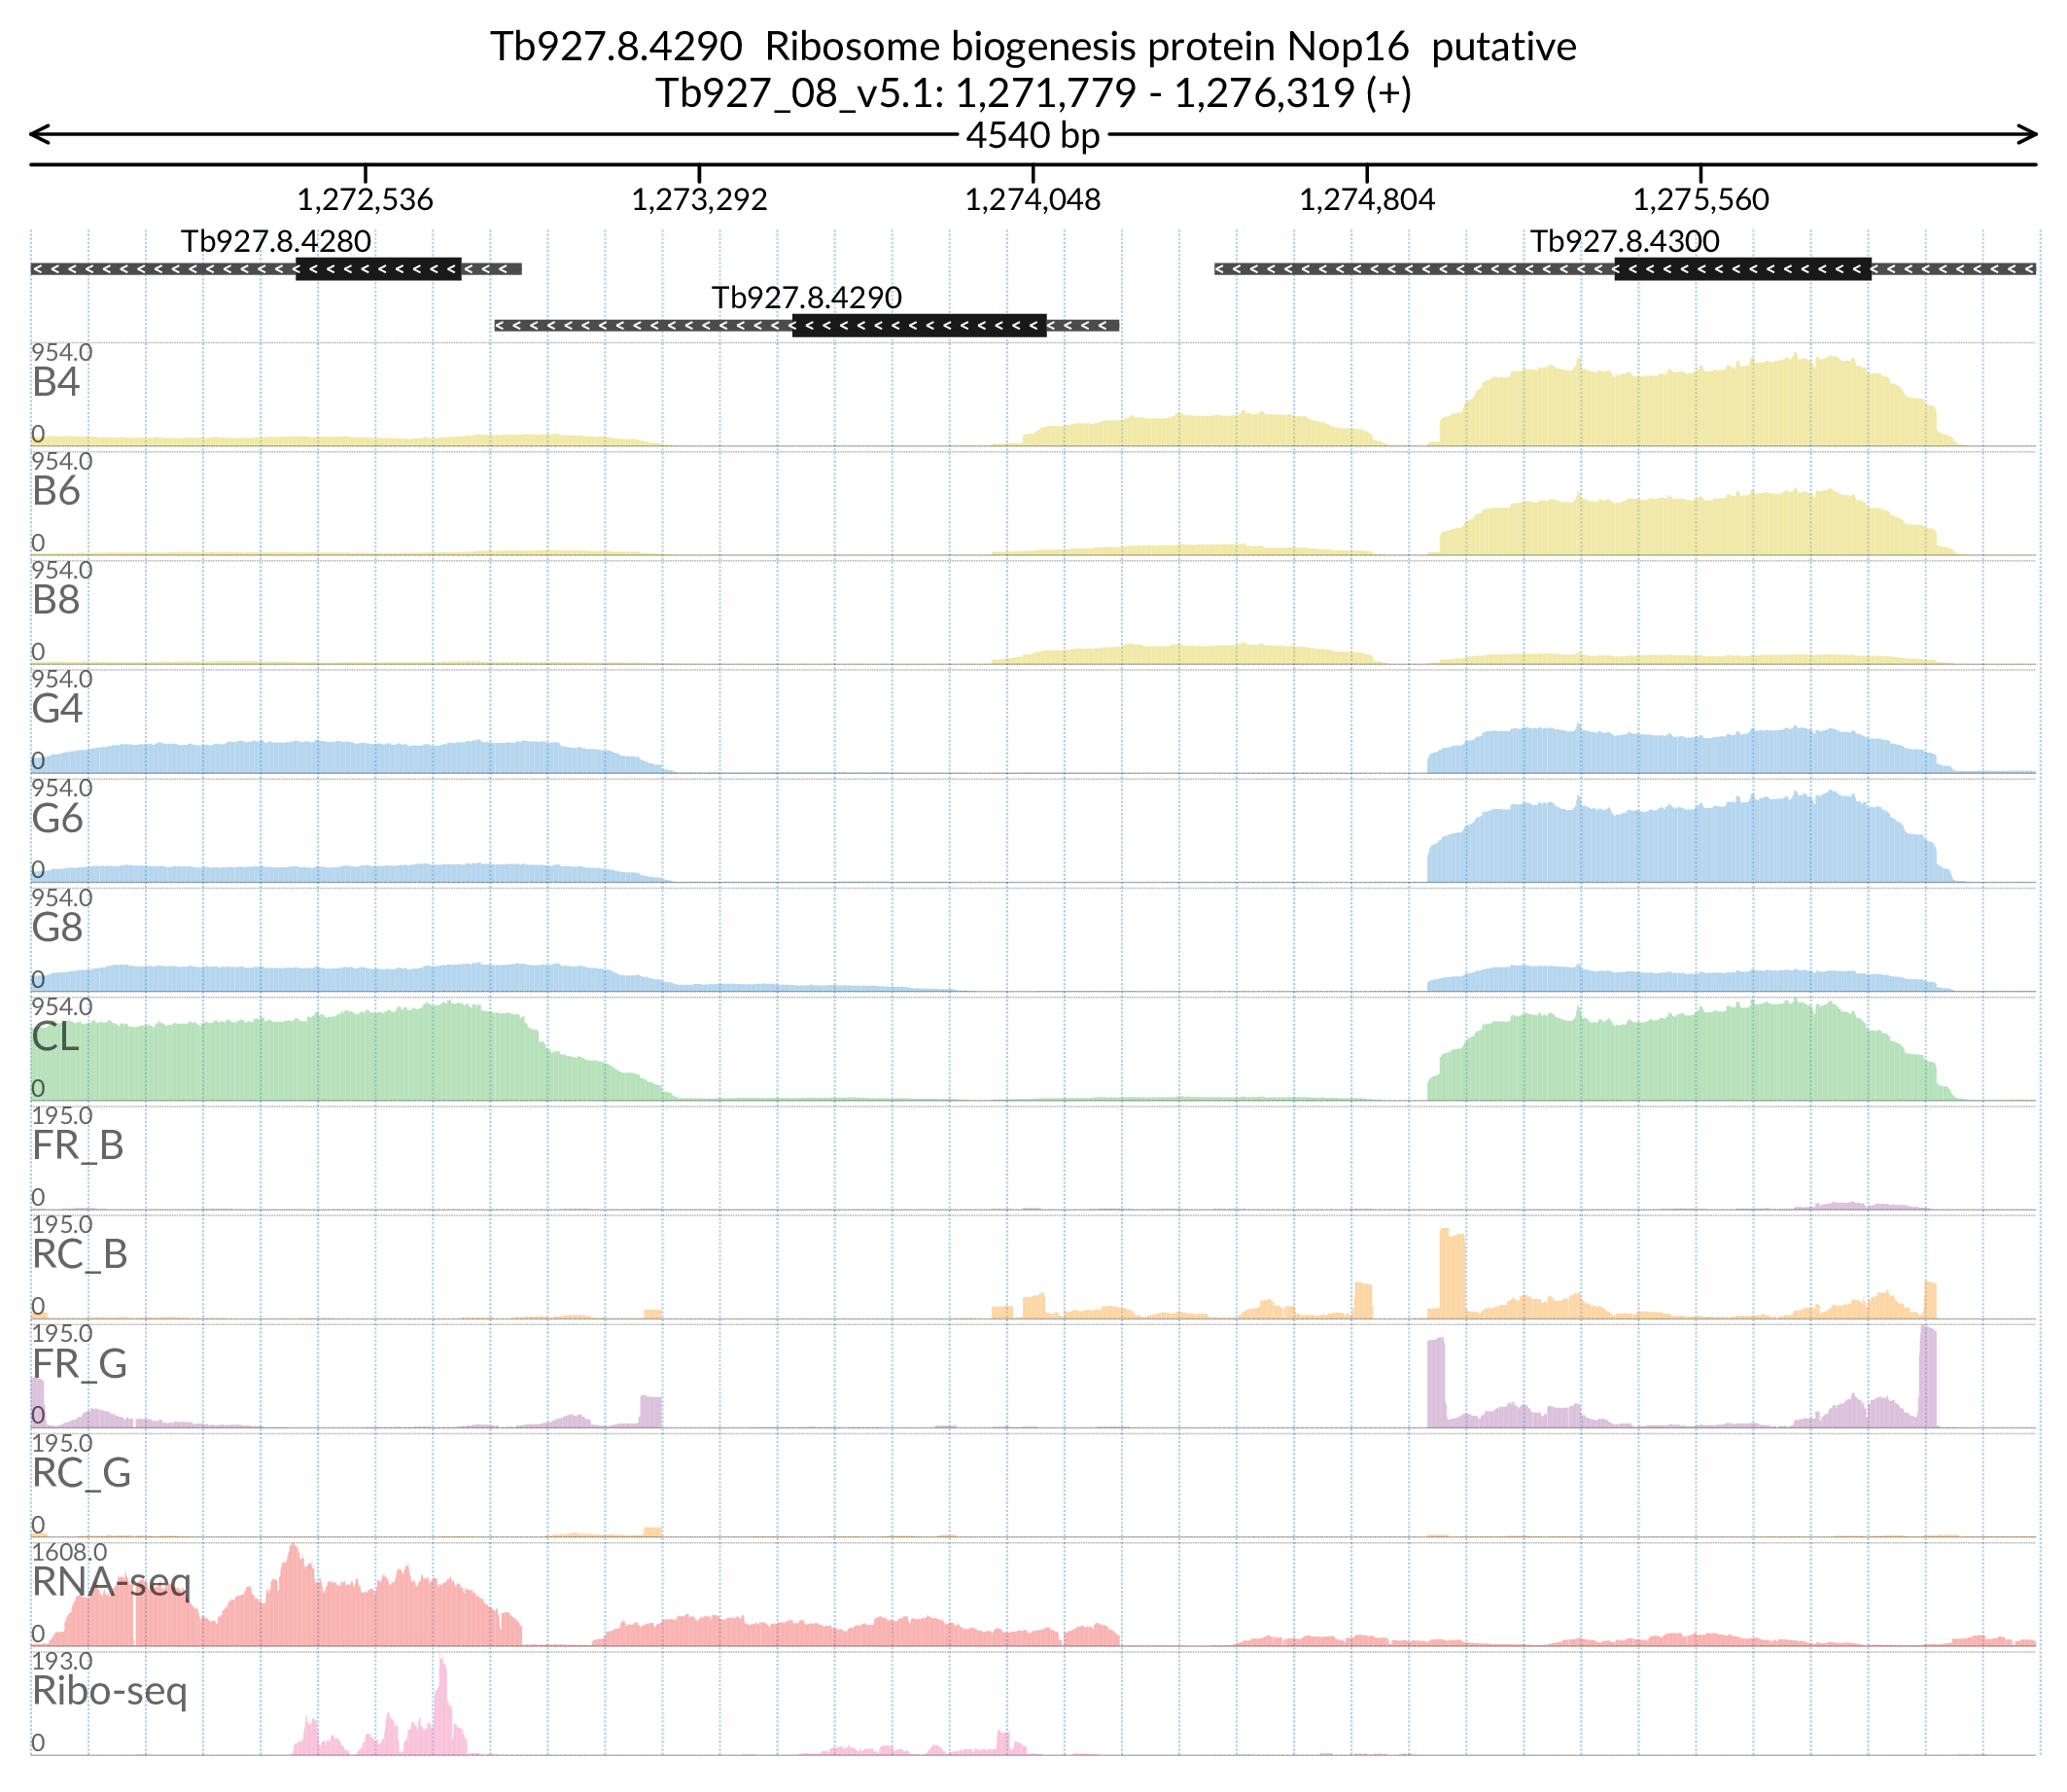 Tb927.8.4290  Ribosome biogenesis protein Nop16  putative
Tb927_08_v5.1: 1,271,779 - 1,276,319 (+)
4540 bp
1,272,536 1,273,292 1,274,048 1,274,804 1,275,560
Tb927.8.4280 Tb927.8.4300
Tb927.8.4290
954.0
B4
0
954.0
B6
0
954.0
B8
0
954.0
G4
0
954.0
G6
0
954.0
G8
0
954.0
CL
0
195.0
FR_B
0
195.0
RC_B
0
195.0
FR_G
0
195.0
RC_G
0
1608.0
RNA-seq
0
193.0
Ribo-seq
0